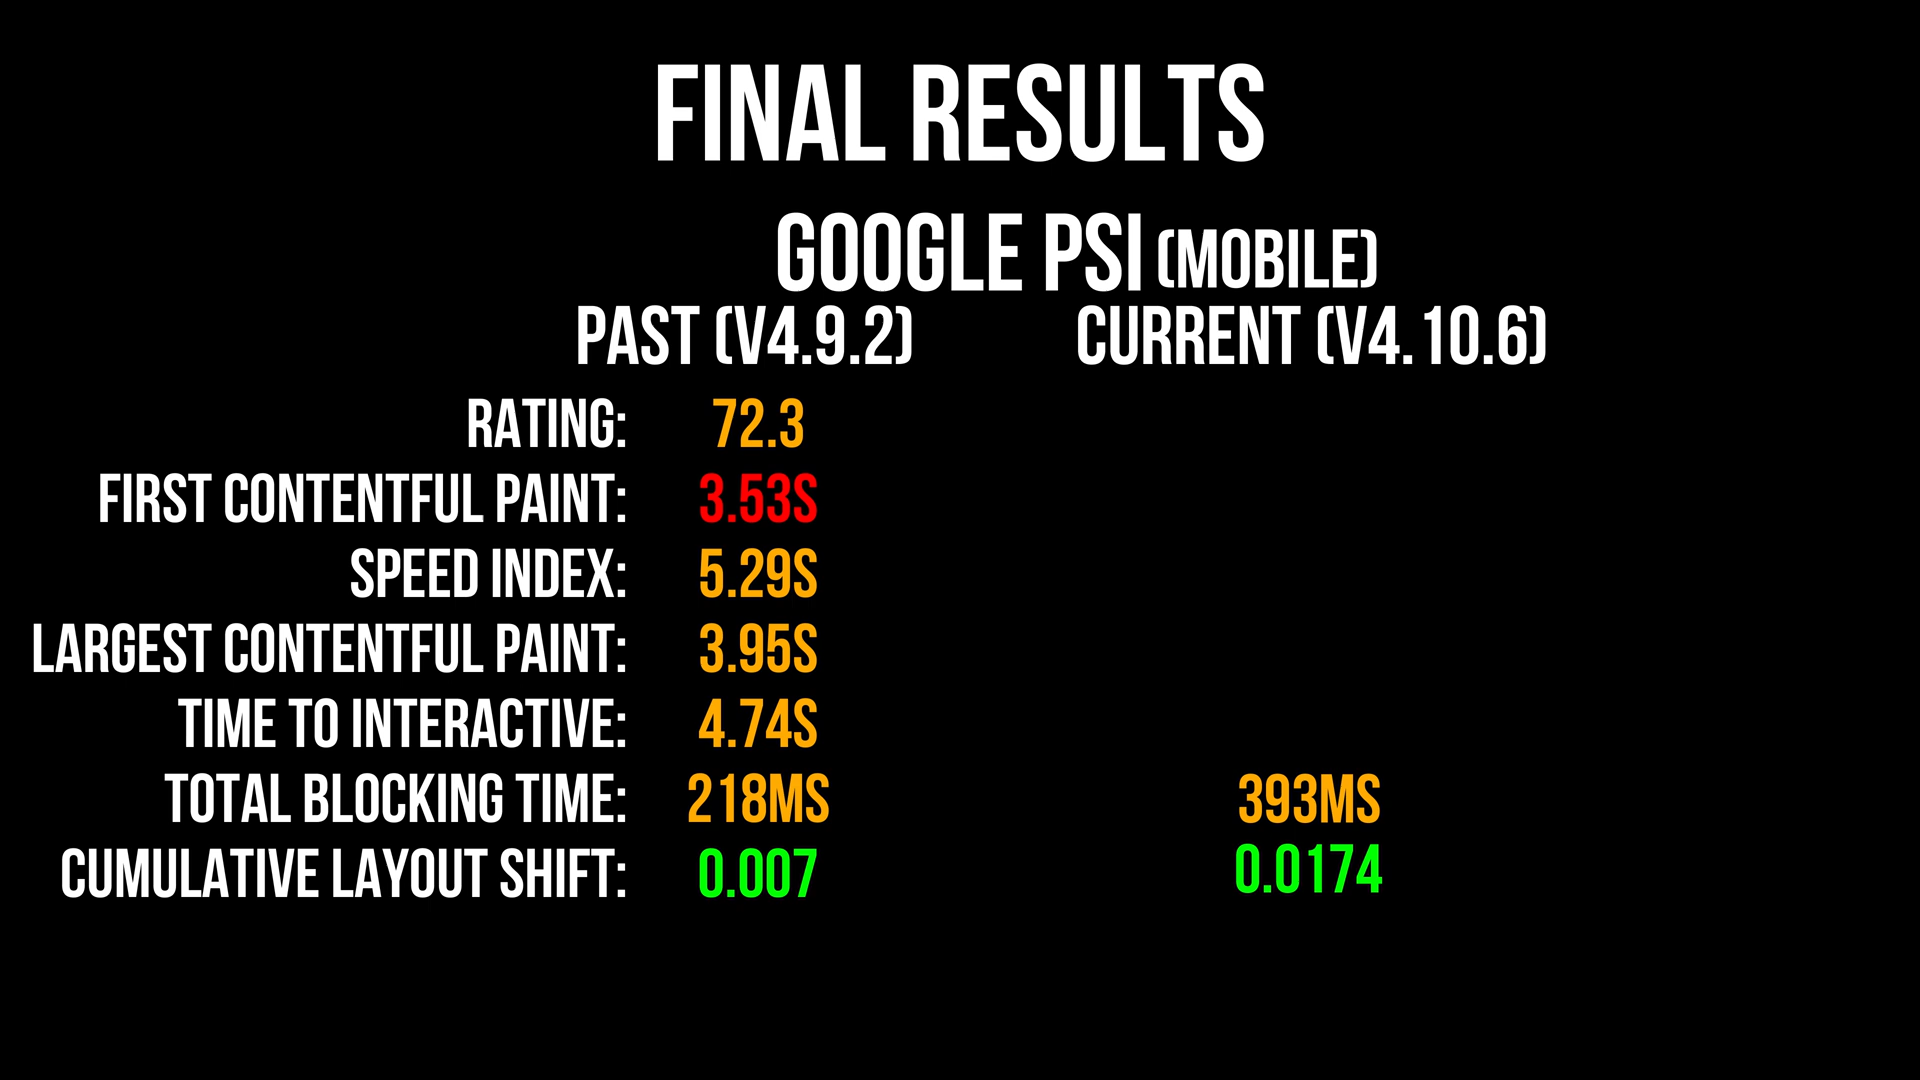 FINAL RESULTS
GOOGLE PSI (MOBILE)
PAST (V4.9.2) CURRENT (V4.10.6)
RATING: 72.3
FIRST CONTENTFUL PAINT: 3.53S
SPEED INDEX: 5.29S
LARGEST CONTENTFUL PAINT: 3.95S
TIME TO INTERACTIVE: 4.74S
TOTAL BLOCKING TIME: 218MS 393MS
CUMULATIVE LAYOUT SHIFT: 0.007 0.0174